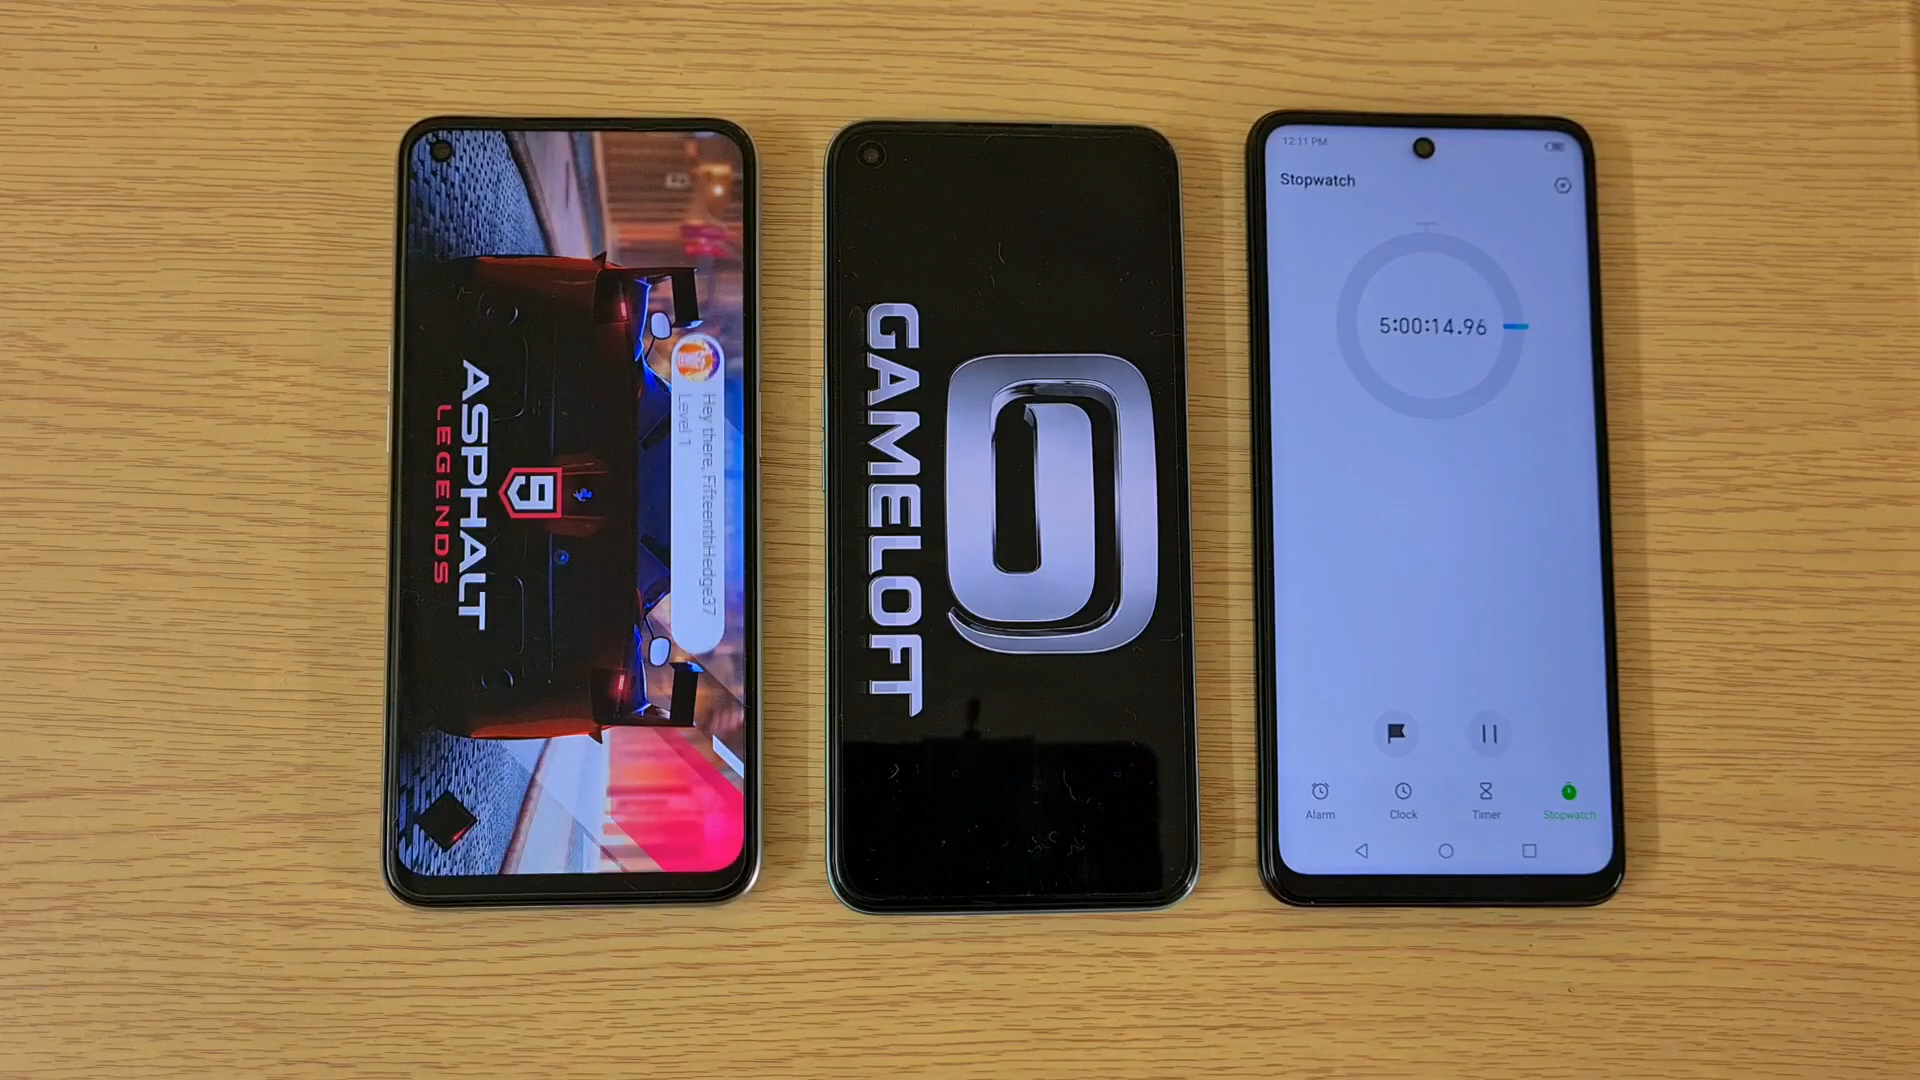 Hey there, FifteenthHedge37
Level 1
9
ASPHALT
LEGENDS
GAMELOFT
12:11 PM
Stopwatch
5:00:14.96
Alarm
Clock
Timer
Stopwatch